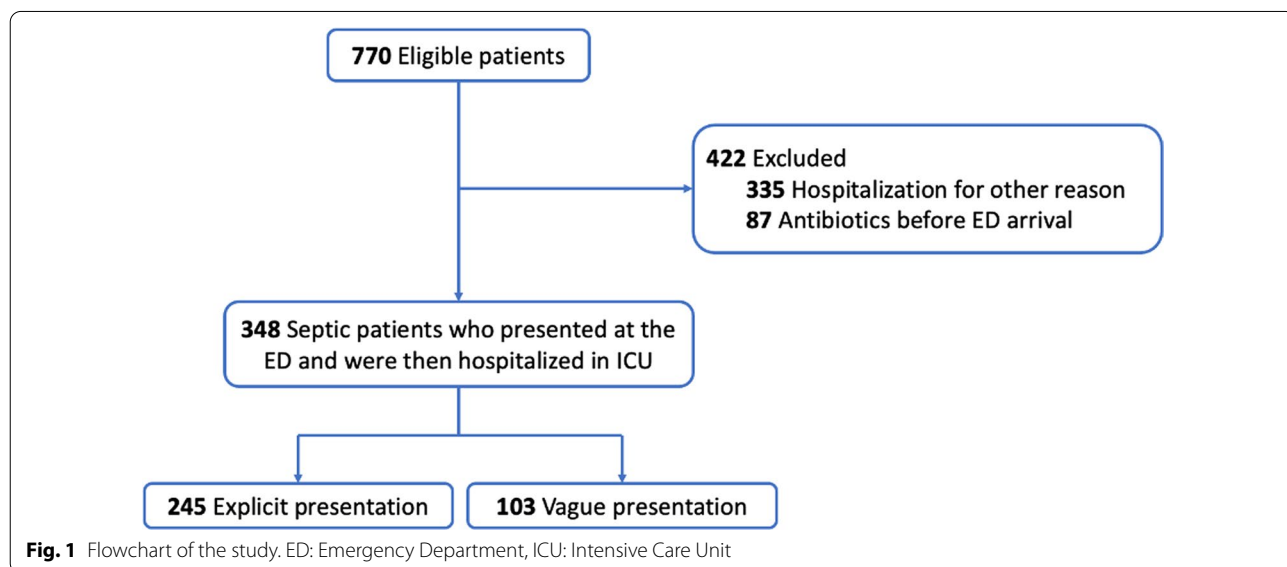 770 Eligible patients
422 Excluded
335 Hospitalization for other reason
87 Antibiotics before ED arrival
348 Septic patients who presented at the
ED and were then hospitalized in ICU
245 Explicit presentation
103 Vague presentation
Fig. 1 Flowchart of the study. ED: Emergency Department, ICU: Intensive Care Unit